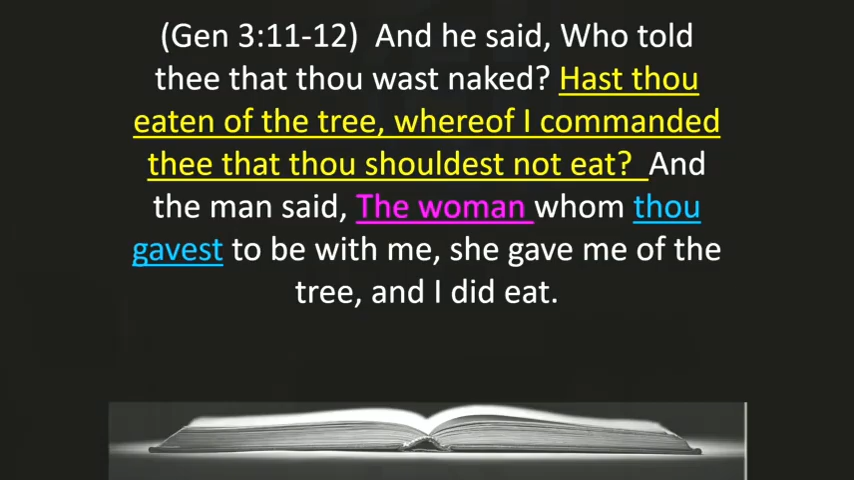 (Gen 3:11-12) And he said, Who told
thee that thou wast naked? Hast thou
eaten of the tree, whereof I commanded
thee that thou shouldest not eat? And
the man said, The woman whom thou
gavest to be with me, she gave me of the
tree, and I did eat.